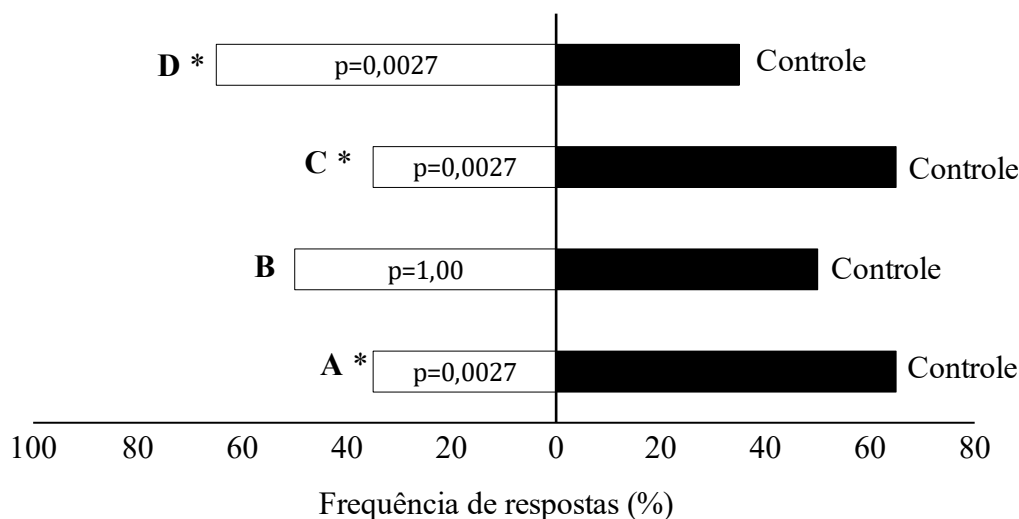 D * p=0,0027 Controle
C * p=0,0027 Controle
B p=1,00 Controle
A * p=0,0027 Controle
100 80 60 40 20 0 20 40 60 80
Frequência de respostas (%)